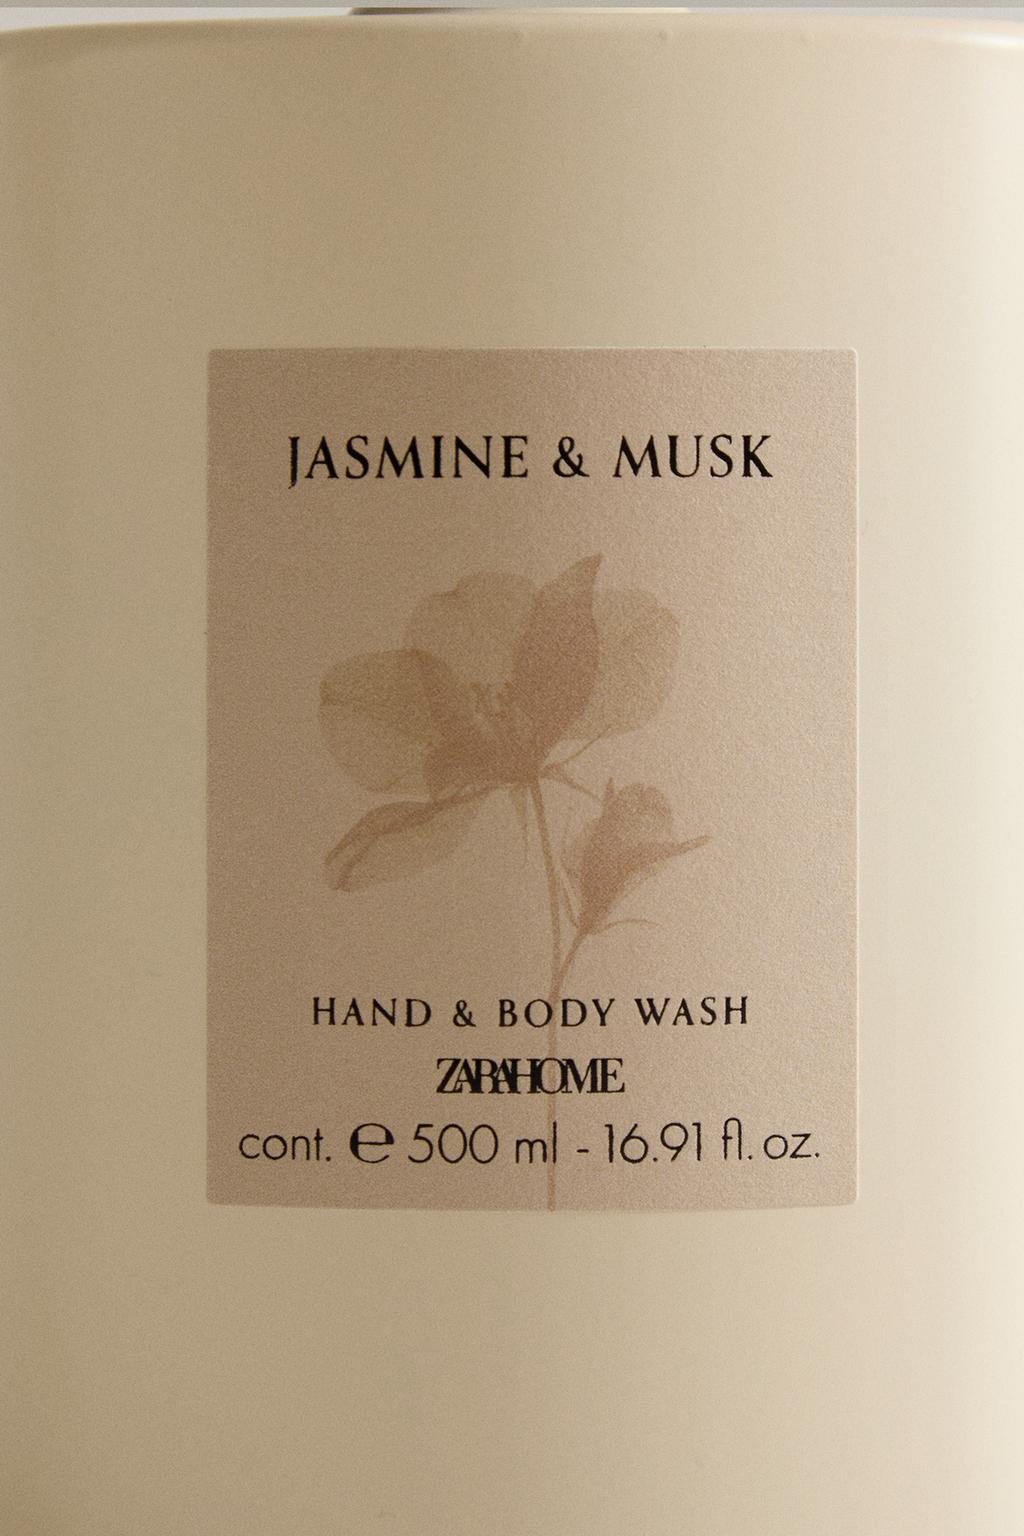 JASMINE & MUSK
HAND & BODY WASH
ZARAHOME
cont. ℮ 500 ml - 16.91 fl. oz.